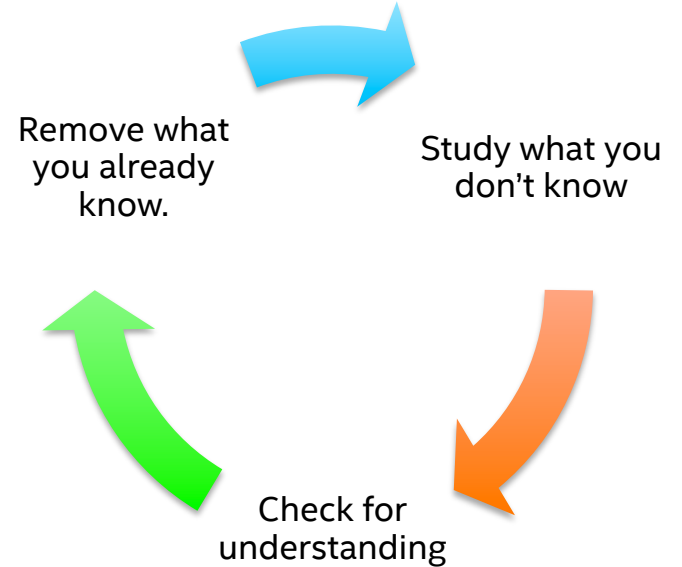 Remove what
you already
know.
Study what you
don’t know
Check for
understanding